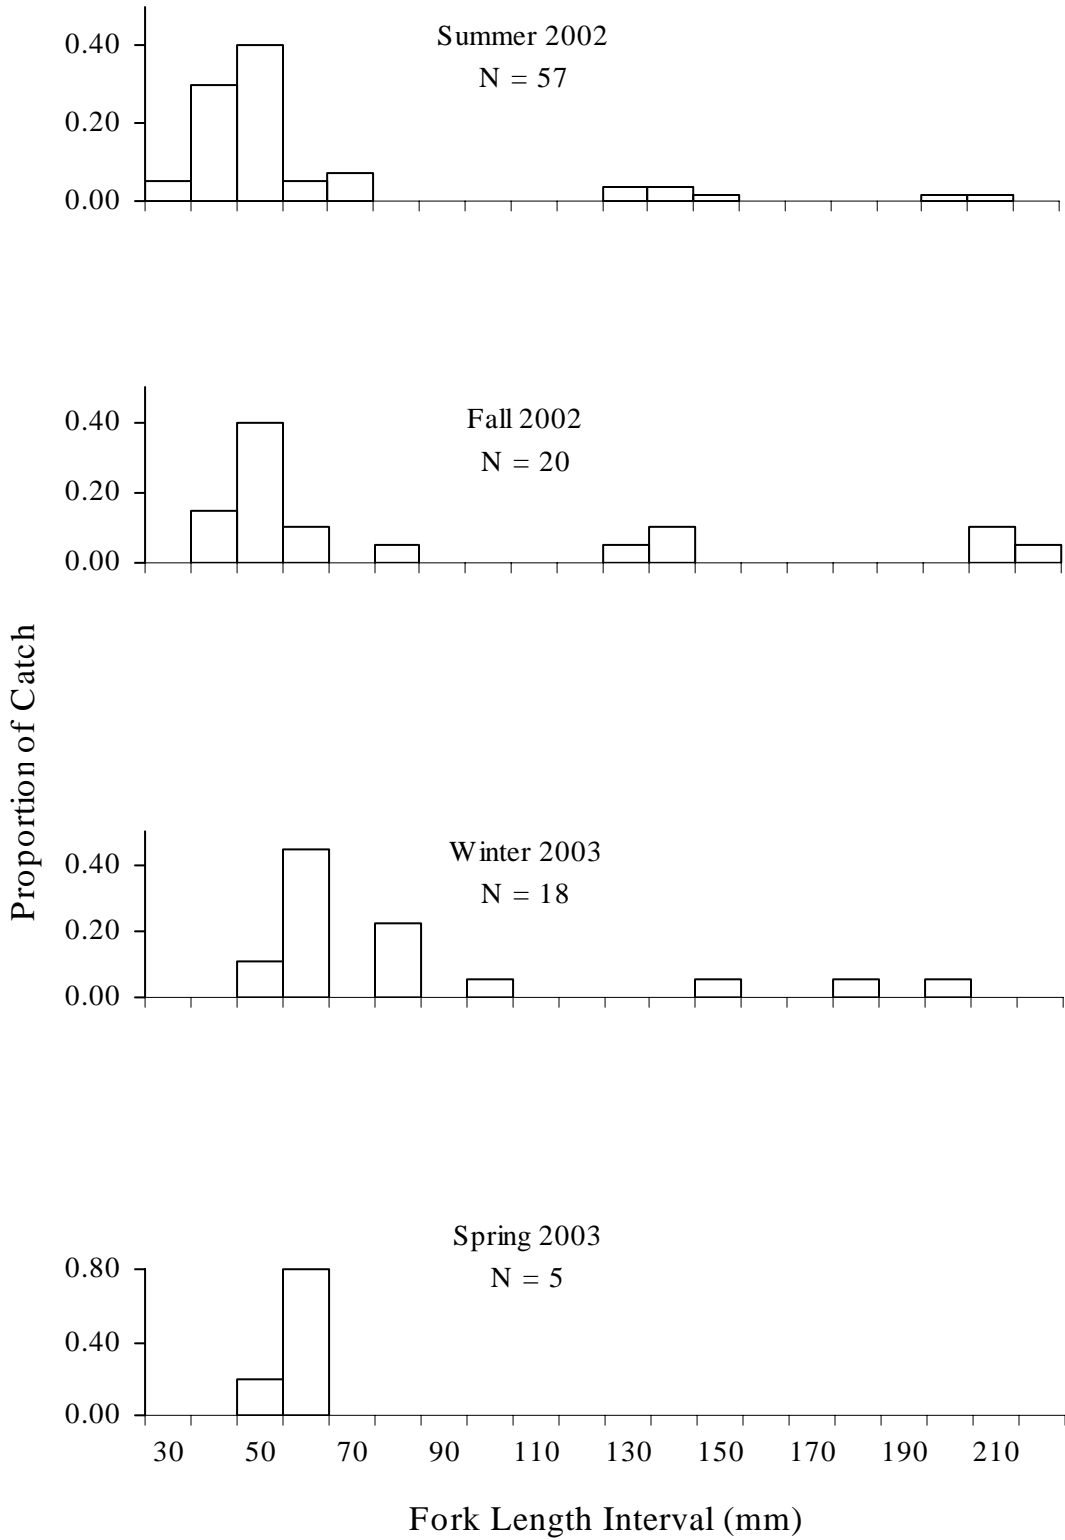 Summer 2002
N = 57
0.40
0.20
0.00
Fall 2002
N = 20
0.40
0.20
0.00
Proportion of Catch
Winter 2003
N = 18
0.40
0.20
0.00
Spring 2003
N = 5
0.80
0.40
0.00
30 50 70 90 110 130 150 170 190 210
Fork Length Interval (mm)